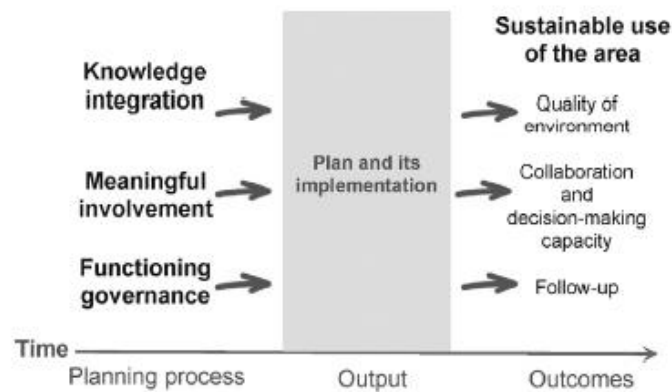 Knowledge
integration
Meaningful
involvement
Functioning
governance
Plan and its
implementation
Sustainable use
of the area
Quality of
environment
Collaboration
and
decision-making
capacity
Follow-up
Time
Planning process
Output
Outcomes